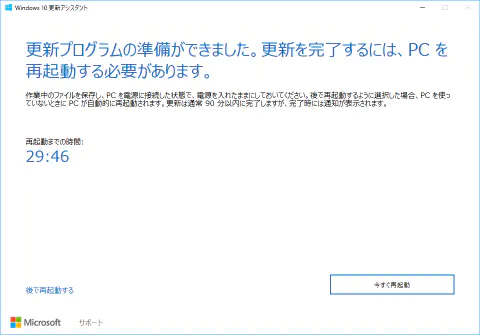 Windows 10 更新アシスタント
更新プログラムの準備ができました。更新を完了するには、PC を
再起動する必要があります。
作業中のファイルを保存し、PC を電源に接続した状態で、電源を入れたままにしておいてください。後で再起動するように選択した場合、PC を使っ
ていないときに PC が自動的に再起動されます。更新は通常 90 分以内に完了しますが、完了時には通知が表示されます。
再起動までの時間:
29:46
今すぐ再起動
後で再起動する
Microsoft サポート